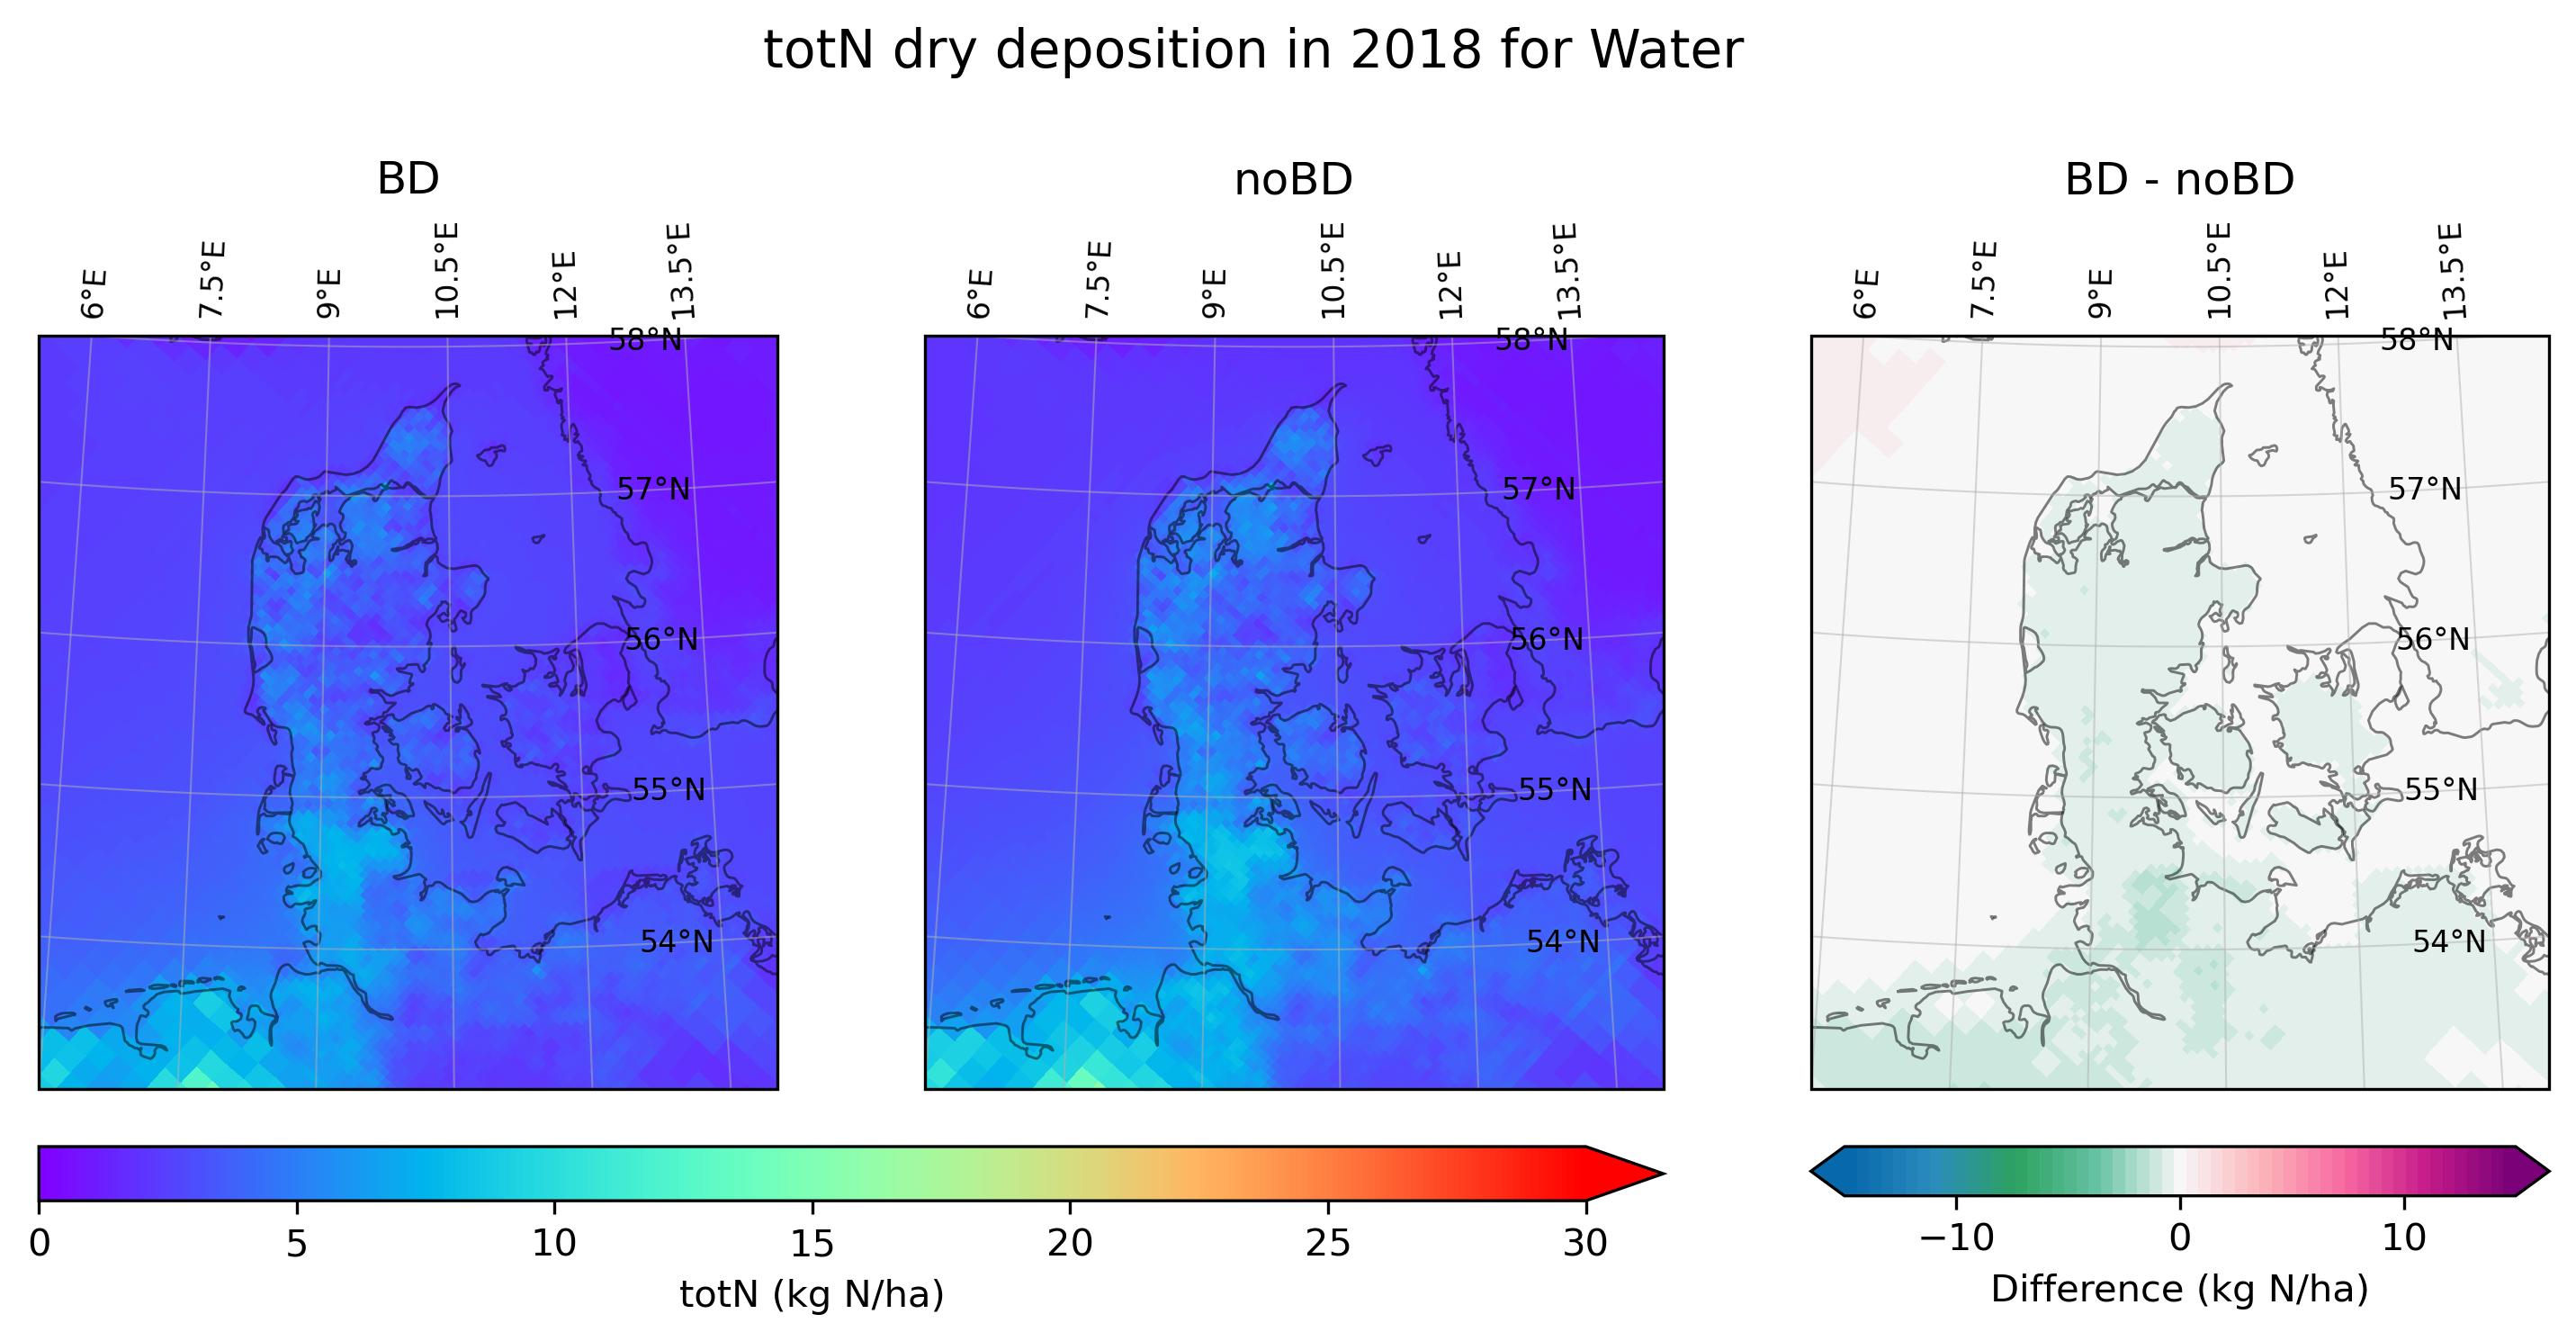 totN dry deposition in 2018 for Water
BD
noBD
BD - noBD
6°E 7.5°E 9°E 10.5°E 12°E 13.5°E
6°E 7.5°E 9°E 10.5°E 12°E 13.5°E
6°E 7.5°E 9°E 10.5°E 12°E 13.5°E
58°N 58°N 58°N
57°N 57°N 57°N
56°N 56°N 56°N
55°N 55°N 55°N
54°N 54°N 54°N
0 5 10 15 20 25 30
totN (kg N/ha)
−10 0 10
Difference (kg N/ha)